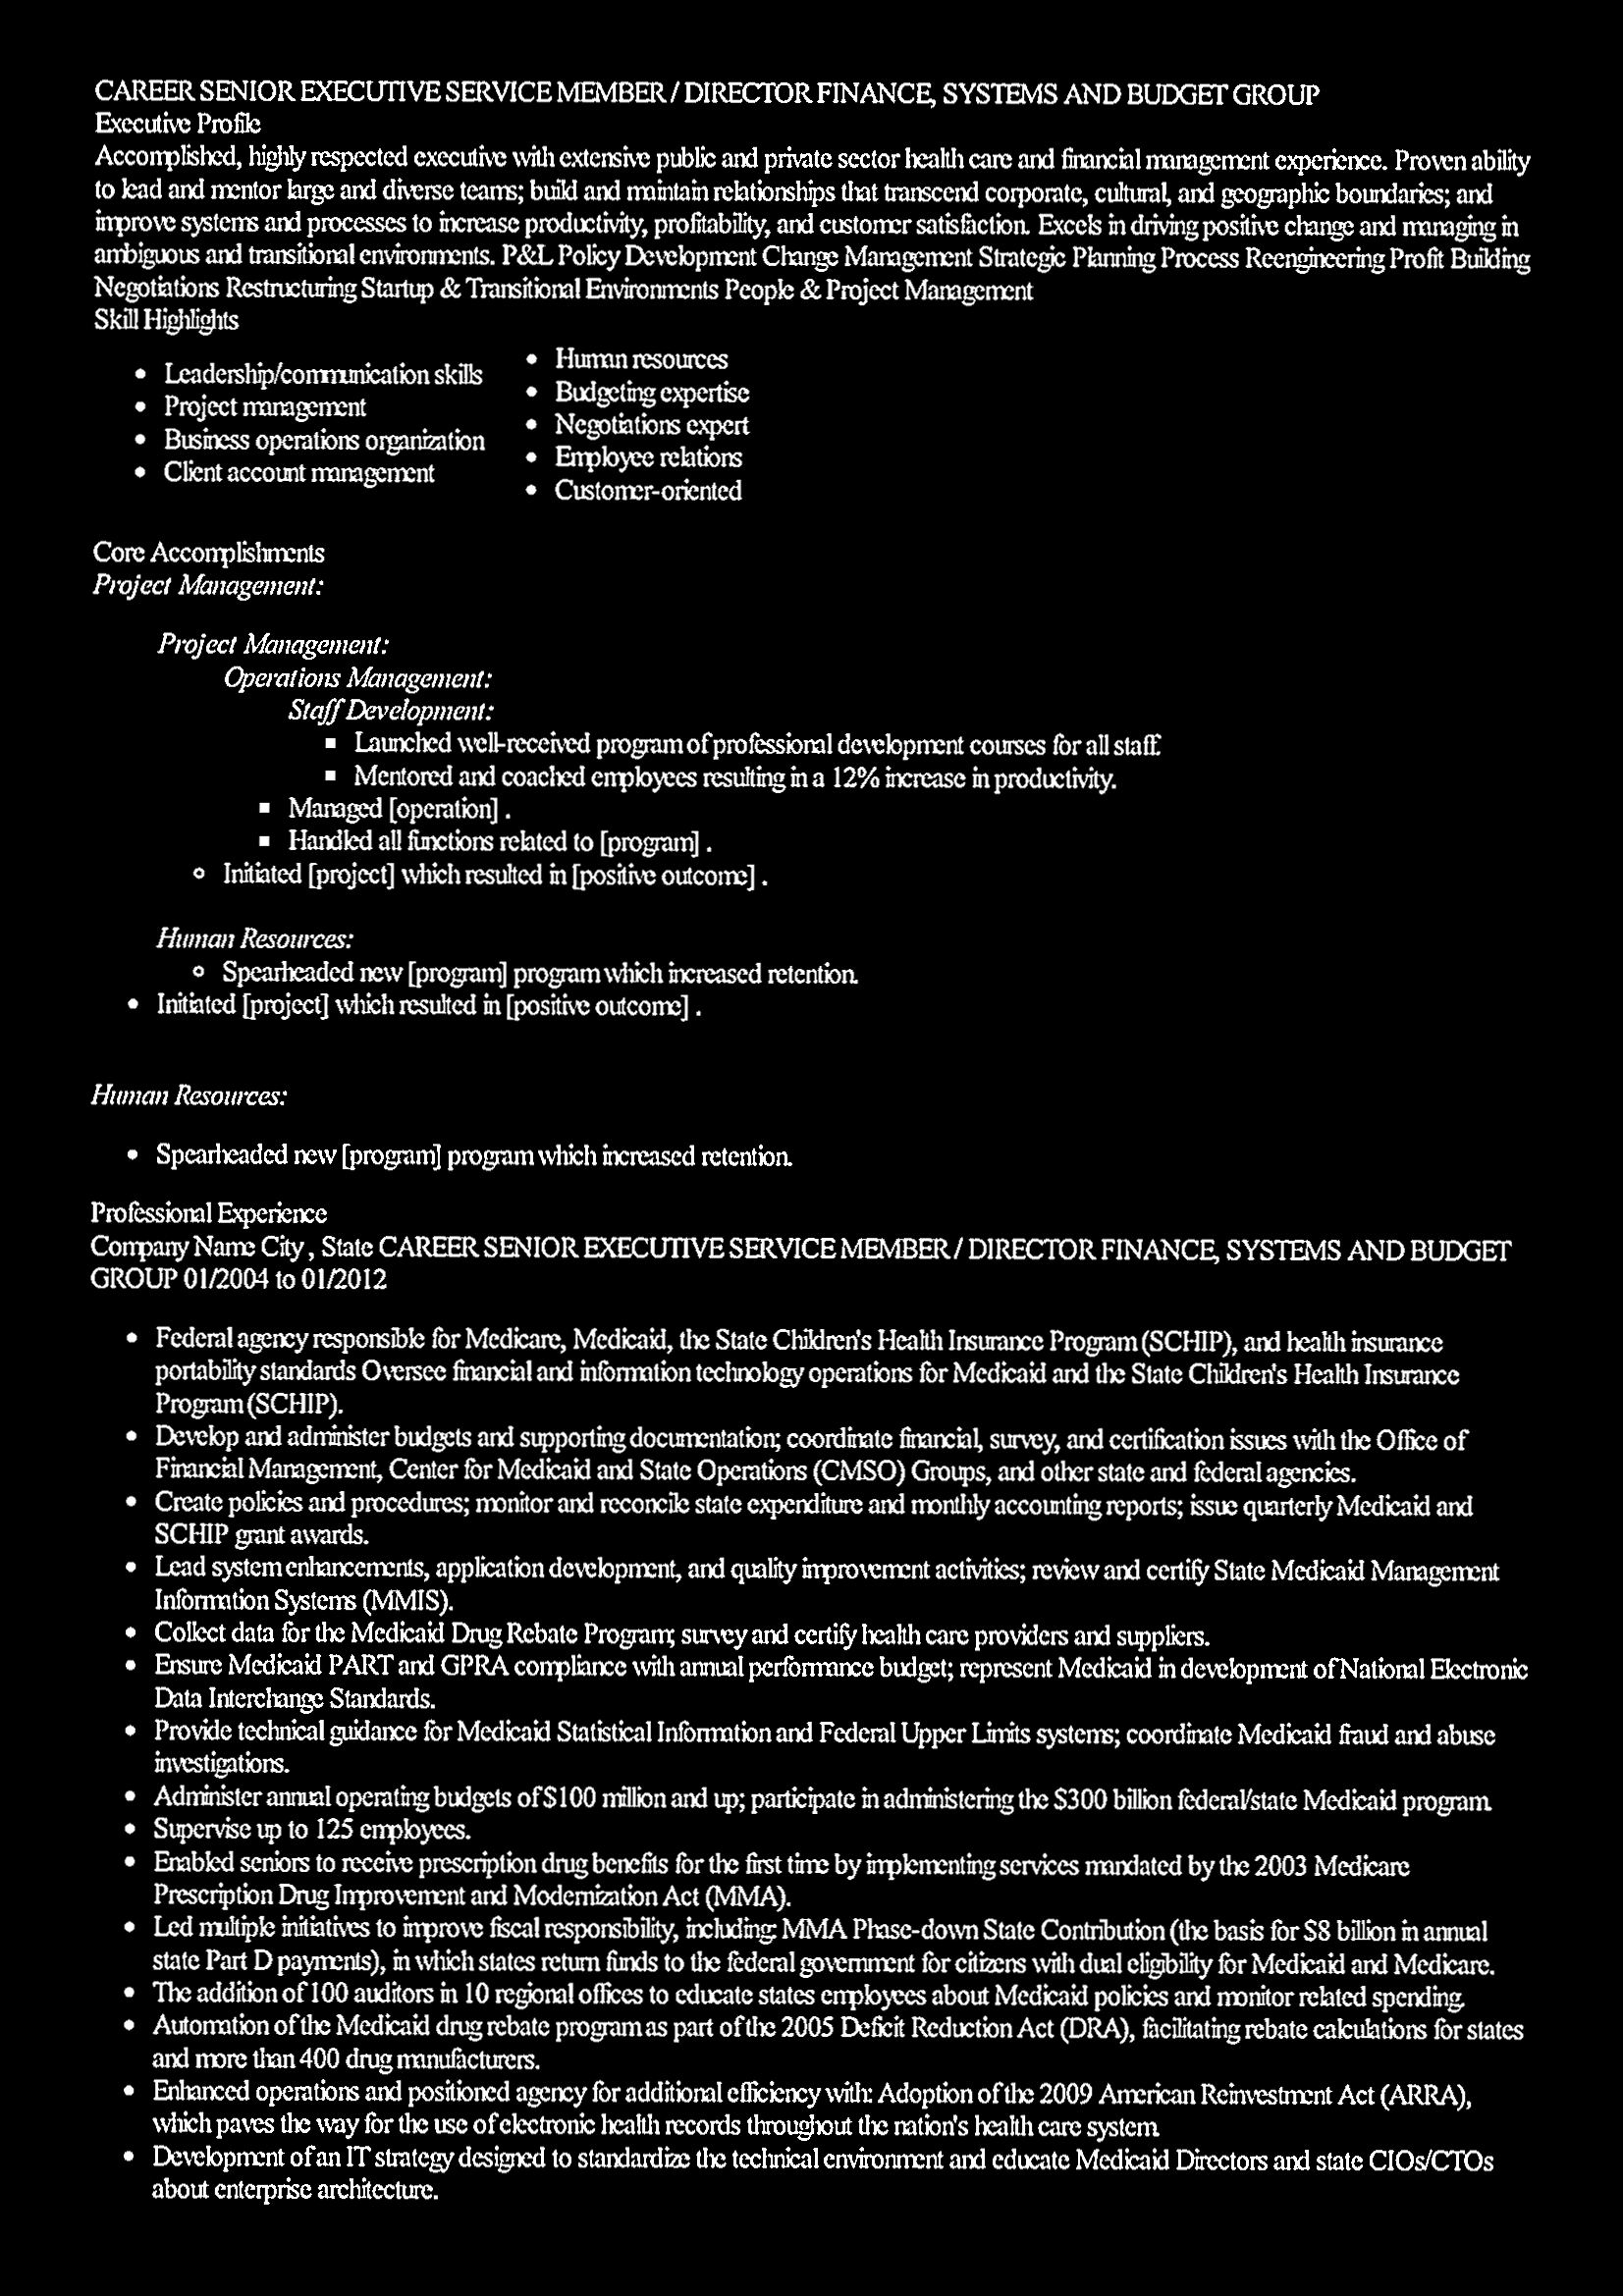 CAREER SENIOR EXECUTIVE SERVICE MEMBER / DIRECTOR FINANCE, SYSTEMS AND BUDGET GROUP
Executive Profile
Accomplished, highly respected executive with extensive public and private sector health care and financial management experience. Proven ability
to lead and mentor large and diverse teams; build and maintain relationships that transcend corporate, cultural, and geographic boundaries; and
improve systems and processes to increase productivity, profitability, and customer satisfaction. Excels in driving positive change and managing in
ambiguous and transitional environments. P&L Policy Development Change Management Strategic Planning Process Reengineering Profit Building
Negotiations Restructuring Startup & Transitional Environments People & Project Management
Skill Highlights
• Leadership/communication skills
• Project management
• Business operations organization
• Client account management
• Human resources
• Budgeting expertise
• Negotiations expert
• Employee relations
• Customer-oriented
Core Accomplishments
Project Management:
Project Management:
Operations Management:
Staff Development:
▪ Launched well-received program of professional development courses for all staff.
▪ Mentored and coached employees resulting in a 12% increase in productivity.
▪ Managed [operation] .
▪ Handled all functions related to [program] .
◦ Initiated [project] which resulted in [positive outcome] .
Human Resources:
◦ Spearheaded new [program] program which increased retention.
• Initiated [project] which resulted in [positive outcome] .
Human Resources:
• Spearheaded new [program] program which increased retention.
Professional Experience
Company Name City , State CAREER SENIOR EXECUTIVE SERVICE MEMBER / DIRECTOR FINANCE, SYSTEMS AND BUDGET
GROUP 01/2004 to 01/2012
• Federal agency responsible for Medicare, Medicaid, the State Children's Health Insurance Program (SCHIP), and health insurance
portability standards Oversee financial and information technology operations for Medicaid and the State Children's Health Insurance
Program (SCHIP).
• Develop and administer budgets and supporting documentation; coordinate financial, survey, and certification issues with the Office of
Financial Management, Center for Medicaid and State Operations (CMSO) Groups, and other state and federal agencies.
• Create policies and procedures; monitor and reconcile state expenditure and monthly accounting reports; issue quarterly Medicaid and
SCHIP grant awards.
• Lead system enhancements, application development, and quality improvement activities; review and certify State Medicaid Management
Information Systems (MMIS).
• Collect data for the Medicaid Drug Rebate Program; survey and certify health care providers and suppliers.
• Ensure Medicaid PART and GPRA compliance with annual performance budget; represent Medicaid in development of National Electronic
Data Interchange Standards.
• Provide technical guidance for Medicaid Statistical Information and Federal Upper Limits systems; coordinate Medicaid fraud and abuse
investigations.
• Administer annual operating budgets of $100 million and up; participate in administering the $300 billion federal/state Medicaid program.
• Supervise up to 125 employees.
• Enabled seniors to receive prescription drug benefits for the first time by implementing services mandated by the 2003 Medicare
Prescription Drug Improvement and Modernization Act (MMA).
• Led multiple initiatives to improve fiscal responsibility, including: MMA Phase-down State Contribution (the basis for $8 billion in annual
state Part D payments), in which states return funds to the federal government for citizens with dual eligibility for Medicaid and Medicare.
• The addition of 100 auditors in 10 regional offices to educate states employees about Medicaid policies and monitor related spending.
• Automation of the Medicaid drug rebate program as part of the 2005 Deficit Reduction Act (DRA), facilitating rebate calculations for states
and more than 400 drug manufacturers.
• Enhanced operations and positioned agency for additional efficiency with: Adoption of the 2009 American Reinvestment Act (ARRA),
which paves the way for the use of electronic health records throughout the nation's health care system.
• Development of an IT strategy designed to standardize the technical environment and educate Medicaid Directors and state CIOs/CTOs
about enterprise architecture.